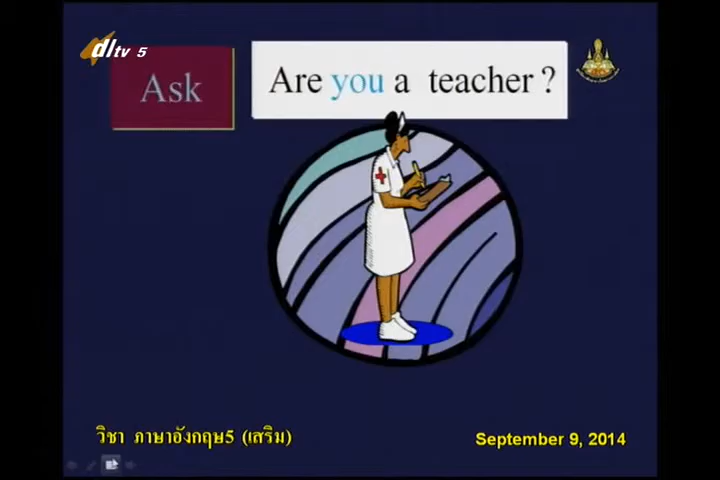 dltv 5
Ask
Are you a teacher ?
วิชา ภาษาอังกฤษ5 (เสริม)
September 9, 2014